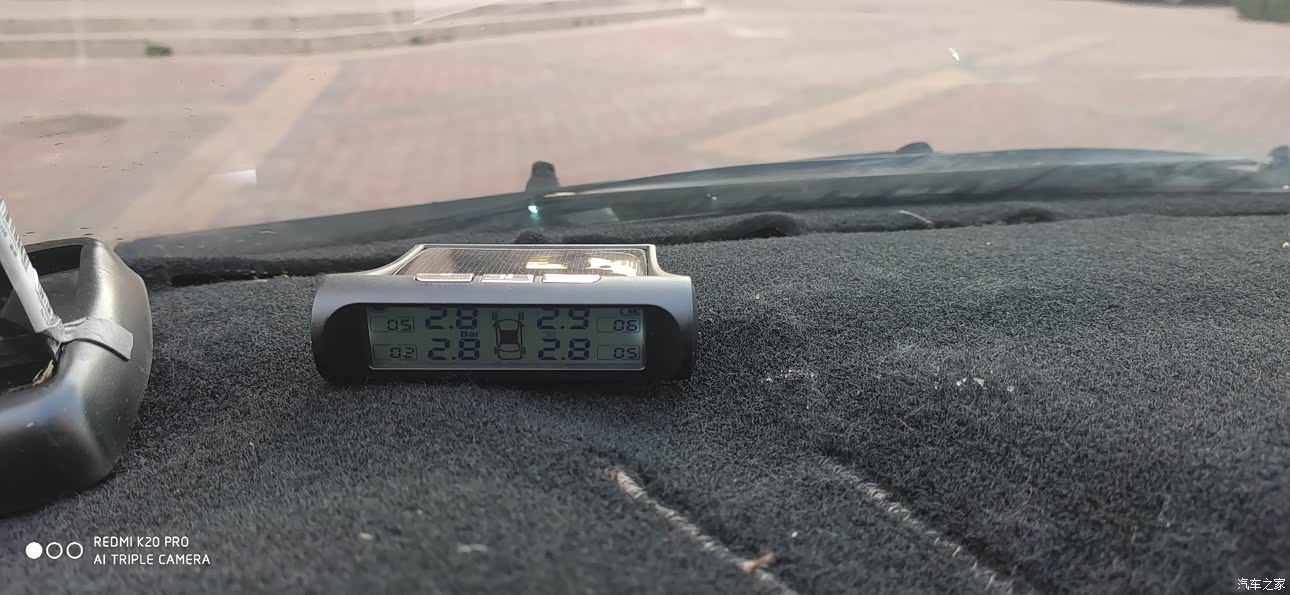 05 2.8 2.9 06
Bar
02 2.8 2.8 05
REDMI K20 PRO
AI TRIPLE CAMERA
汽车之家